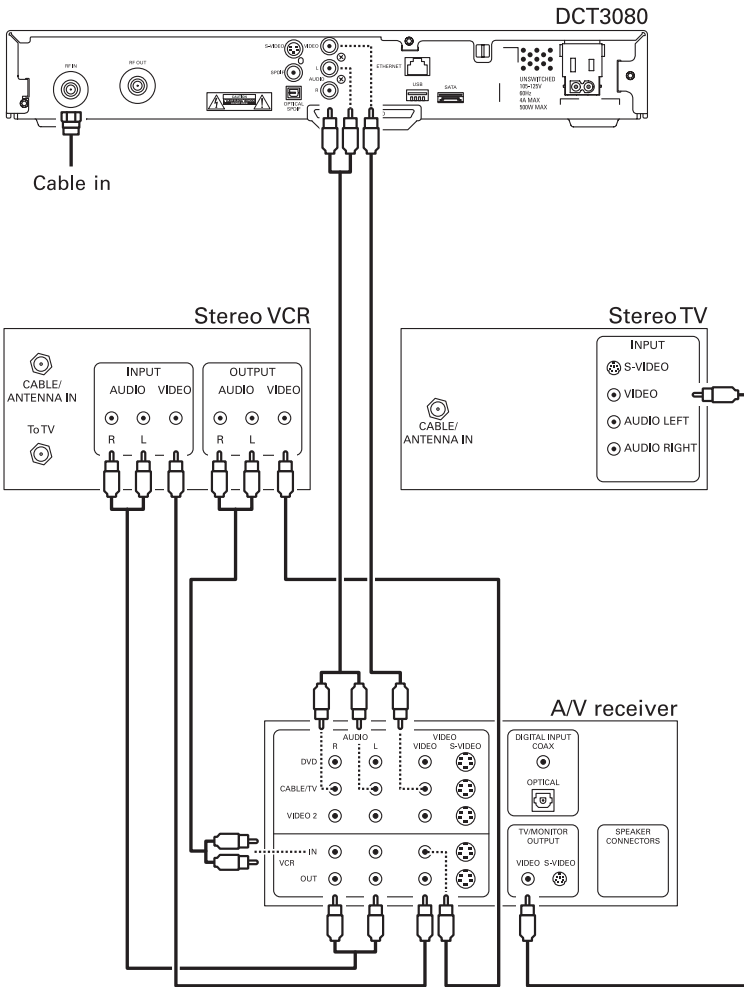 DCT3080
RF IN
RF OUT
S-VIDEO
VIDEO
SPDIF
L
AUDIO
R
OPTICAL
SPDIF
CAUTION
ETHERNET
USB
SATA
UNSWITCHED
105-125V
60Hz
4A MAX
500W MAX
Cable in
Stereo VCR
CABLE/
ANTENNA IN
To TV
INPUT
AUDIO VIDEO
R L
OUTPUT
AUDIO VIDEO
R L
Stereo TV
CABLE/
ANTENNA IN
INPUT
S-VIDEO
VIDEO
AUDIO LEFT
AUDIO RIGHT
A/V receiver
AUDIO
R L
VIDEO
VIDEO S-VIDEO
DVD
CABLE/TV
VIDEO 2
VCR
IN
OUT
DIGITAL INPUT
COAX
OPTICAL
TV/MONITOR
OUTPUT
VIDEO S-VIDEO
SPEAKER
CONNECTORS